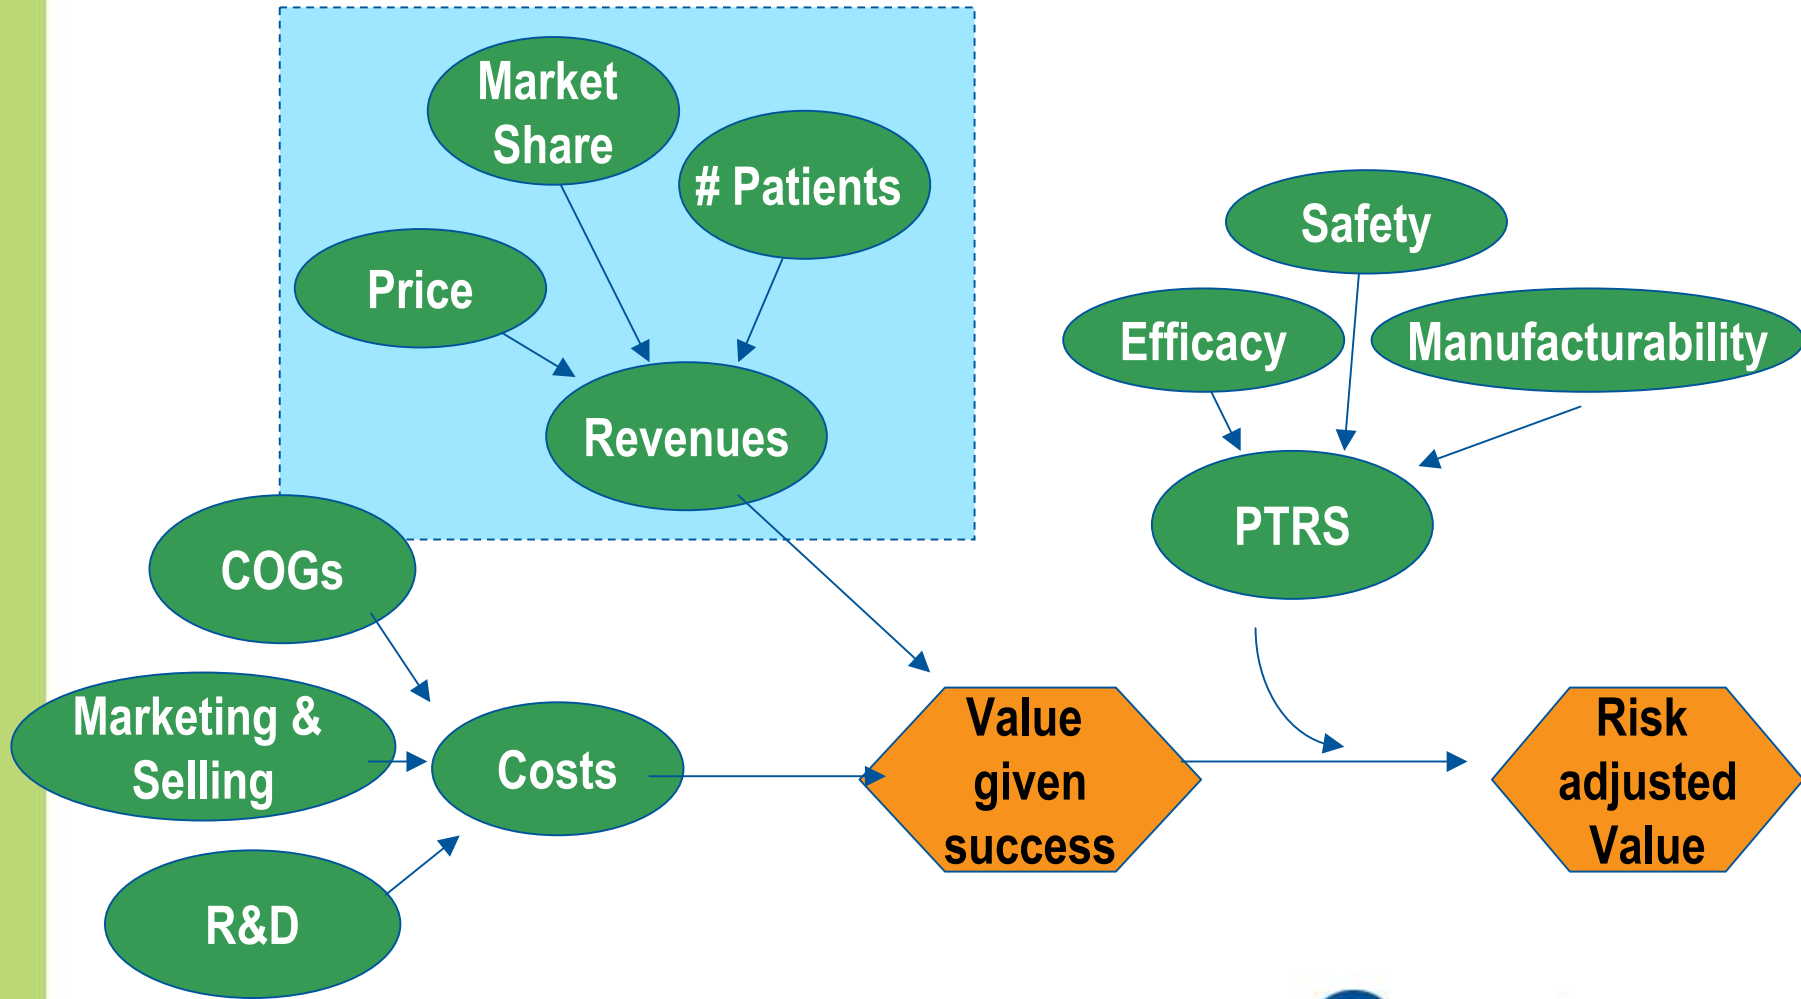 Market
Share
# Patients
Price
Revenues
Safety
Efficacy
Manufacturability
PTRS
COGs
Marketing &
Selling
R&D
Costs
Value
given
success
Risk
adjusted
Value